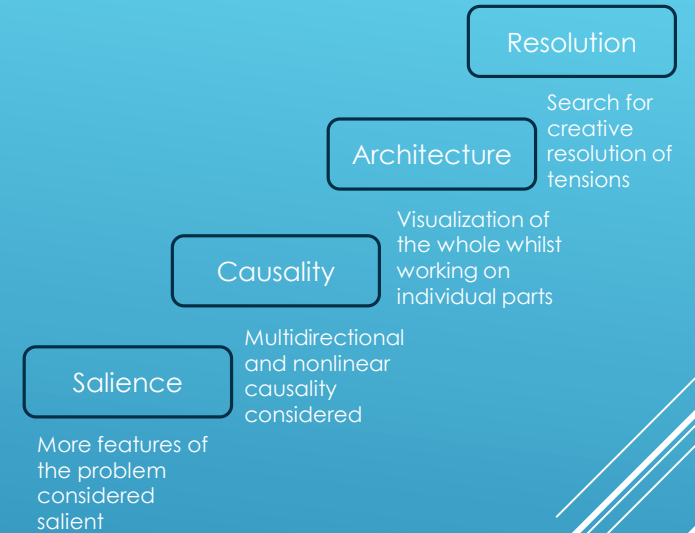 Resolution
Search for
creative
resolution of
tensions
Architecture
Visualization of
the whole whilst
working on
individual parts
Causality
Multidirectional
and nonlinear
causality
considered
Salience
More features of
the problem
considered
salient